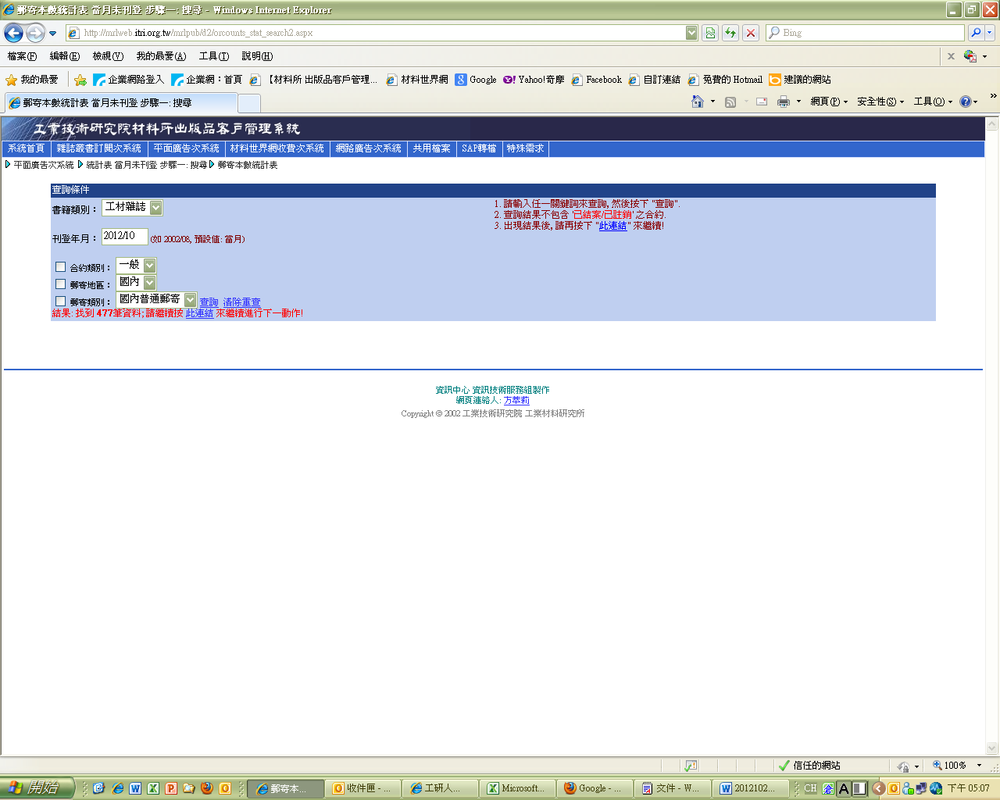 郵寄本數統計表 當月未刊登 步驟一: 搜尋 - Windows Internet Explorer
http://mrlweb.itri.org.tw/mrlpub/d2/orcounts_stat_search2.aspx
Bing
檔案(F) 編輯(E) 檢視(V) 我的最愛(A) 工具(T) 說明(H)
我的最愛 企業網路登入 企業網：首頁 【材料所 出版品客戶管理... 材料世界網 Google Yahoo!奇摩 Facebook 自訂連結 免費的 Hotmail 建議的網站
郵寄本數統計表 當月未刊登 步驟一: 搜尋 網頁(P) 安全性(S) 工具(O)
工業技術研究院材料所出版品客戶管理系統
系統首頁 雜誌叢書訂閱次系統 平面廣告次系統 材料世界網收費次系統 網路廣告次系統 共用檔案 SAP轉檔 特殊需求
平面廣告次系統 統計表 當月未刊登 步驟一: 搜尋 郵寄本數統計表
查詢條件
書籍類別： 工材雜誌
1. 請輸入任一關鍵詞來查詢, 然後按下 "查詢".
2. 查詢結果不包含 '已結案/已註銷' 之合約.
3. 出現結果後, 請再按下 "此連結" 來繼續!
刊登年月： 2012/10 (如 2002/08, 預設值: 當月)
合約類別： 一般
郵寄地區： 國內
郵寄類別： 國內普通郵寄 查詢 清除重查
結果: 找到 477筆資料; 請繼續按 此連結 來繼續進行下一動作!
資訊中心 資訊技術服務組製作
網頁連絡人: 方萃莉
Copyright © 2002 工業技術研究院 工業材料研究所
信任的網站 100%
開始 郵寄本... 收件匣 - ... 工研人... Microsoft... Google - ... 交件 - W... 2012102... CH A 下午 05:07